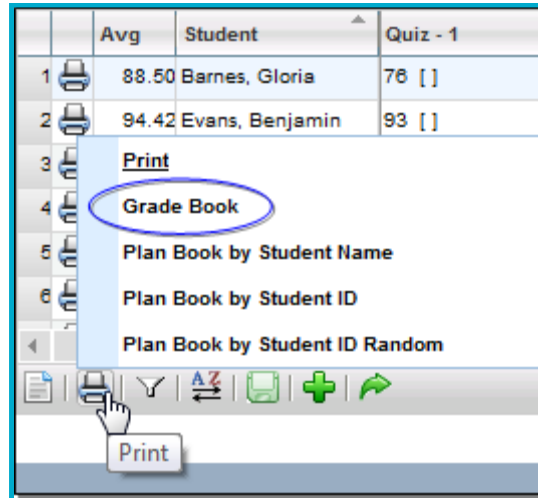 Avg Student Quiz - 1
1 88.50 Barnes, Gloria 76 [ ]
2 94.42 Evans, Benjamin 93 [ ]
3 Print
4 Grade Book
5 Plan Book by Student Name
6 Plan Book by Student ID
Plan Book by Student ID Random
AZ
Print